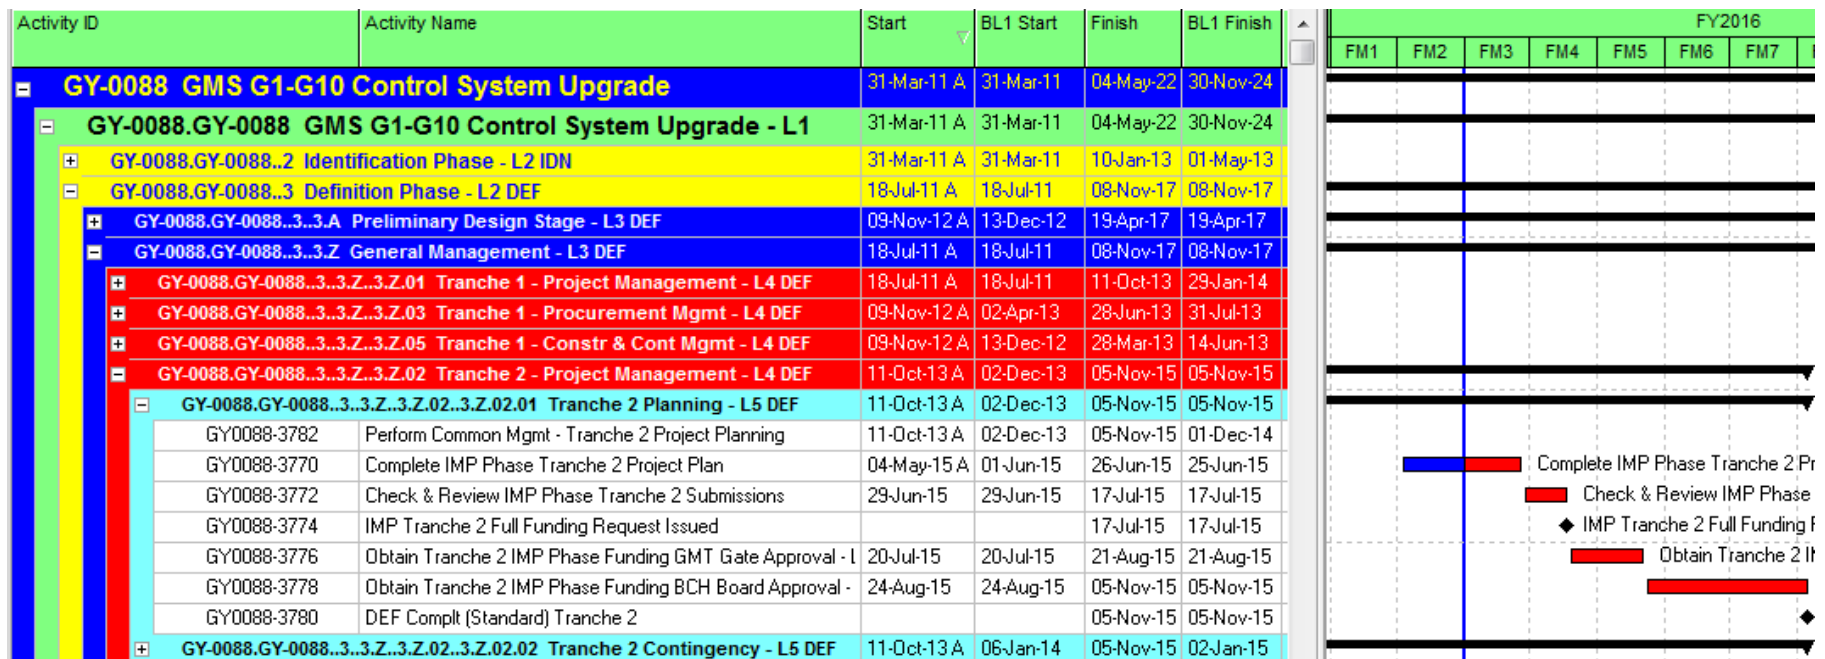 Activity ID Activity Name Start BL1 Start Finish BL1 Finish FY2016
FM1 FM2 FM3 FM4 FM5 FM6 FM7
GY-0088 GMS G1-G10 Control System Upgrade 31-Mar-11 A 31-Mar-11 04-May-22 30-Nov-24
GY-0088.GY-0088 GMS G1-G10 Control System Upgrade - L1 31-Mar-11 A 31-Mar-11 04-May-22 30-Nov-24
GY-0088.GY-0088..2 Identification Phase - L2 IDN 31-Mar-11 A 31-Mar-11 10-Jan-13 01-May-13
GY-0088.GY-0088..3 Definition Phase - L2 DEF 18-Jul-11 A 18-Jul-11 08-Nov-17 08-Nov-17
GY-0088.GY-0088..3..3.A Preliminary Design Stage - L3 DEF 09-Nov-12 A 13-Dec-12 19-Apr-17 19-Apr-17
GY-0088.GY-0088..3..3.Z General Management - L3 DEF 18-Jul-11 A 18-Jul-11 08-Nov-17 08-Nov-17
GY-0088.GY-0088..3..3.Z..3.Z.01 Tranche 1 - Project Management - L4 DEF 18-Jul-11 A 18-Jul-11 11-Oct-13 29-Jan-14
GY-0088.GY-0088..3..3.Z..3.Z.03 Tranche 1 - Procurement Mgmt - L4 DEF 09-Nov-12 A 02-Apr-13 28-Jun-13 31-Jul-13
GY-0088.GY-0088..3..3.Z..3.Z.05 Tranche 1 - Constr & Cont Mgmt - L4 DEF 09-Nov-12 A 13-Dec-12 28-Mar-13 14-Jun-13
GY-0088.GY-0088..3..3.Z..3.Z.02 Tranche 2 - Project Management - L4 DEF 11-Oct-13 A 02-Dec-13 05-Nov-15 05-Nov-15
GY-0088.GY-0088..3..3.Z..3.Z.02..3.Z.02.01 Tranche 2 Planning - L5 DEF 11-Oct-13 A 02-Dec-13 05-Nov-15 05-Nov-15
GY0088-3782 Perform Common Mgmt - Tranche 2 Project Planning 11-Oct-13 A 02-Dec-13 05-Nov-15 01-Dec-14
GY0088-3770 Complete IMP Phase Tranche 2 Project Plan 04-May-15 A 01-Jun-15 26-Jun-15 25-Jun-15 Complete IMP Phase Tranche 2 Pr
GY0088-3772 Check & Review IMP Phase Tranche 2 Submissions 29-Jun-15 29-Jun-15 17-Jul-15 17-Jul-15 Check & Review IMP Phase
GY0088-3774 IMP Tranche 2 Full Funding Request Issued 17-Jul-15 17-Jul-15 IMP Tranche 2 Full Funding
GY0088-3776 Obtain Tranche 2 IMP Phase Funding GMT Gate Approval - 20-Jul-15 20-Jul-15 21-Aug-15 21-Aug-15 Obtain Tranche 2
GY0088-3778 Obtain Tranche 2 IMP Phase Funding BCH Board Approval - 24-Aug-15 24-Aug-15 05-Nov-15 05-Nov-15
GY0088-3780 DEF Complt (Standard) Tranche 2 05-Nov-15 05-Nov-15
GY-0088.GY-0088..3..3.Z..3.Z.02..3.Z.02.02 Tranche 2 Contingency - L5 DEF 11-Oct-13 A 06-Jan-14 05-Nov-15 02-Jan-15